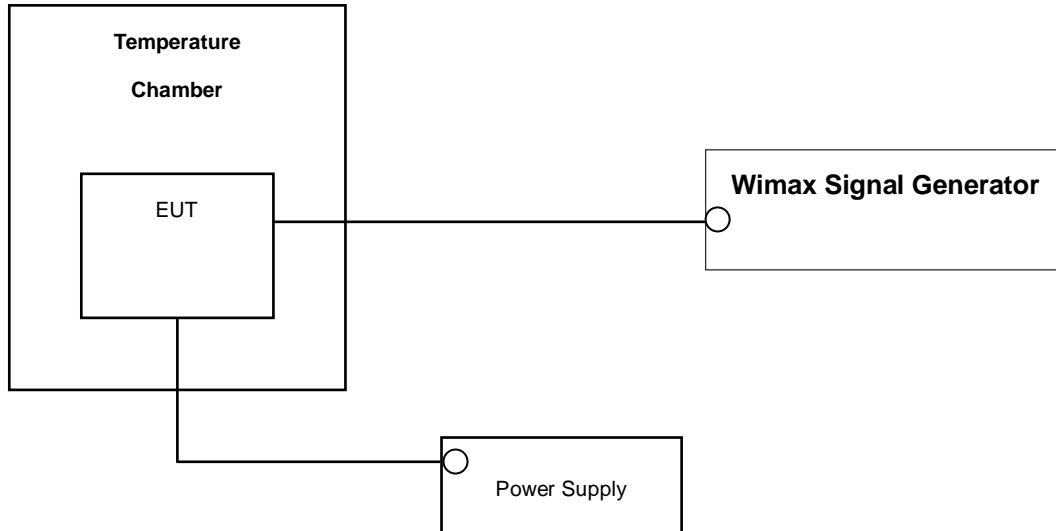 Temperature
Chamber
EUT
Wimax Signal Generator
Power Supply